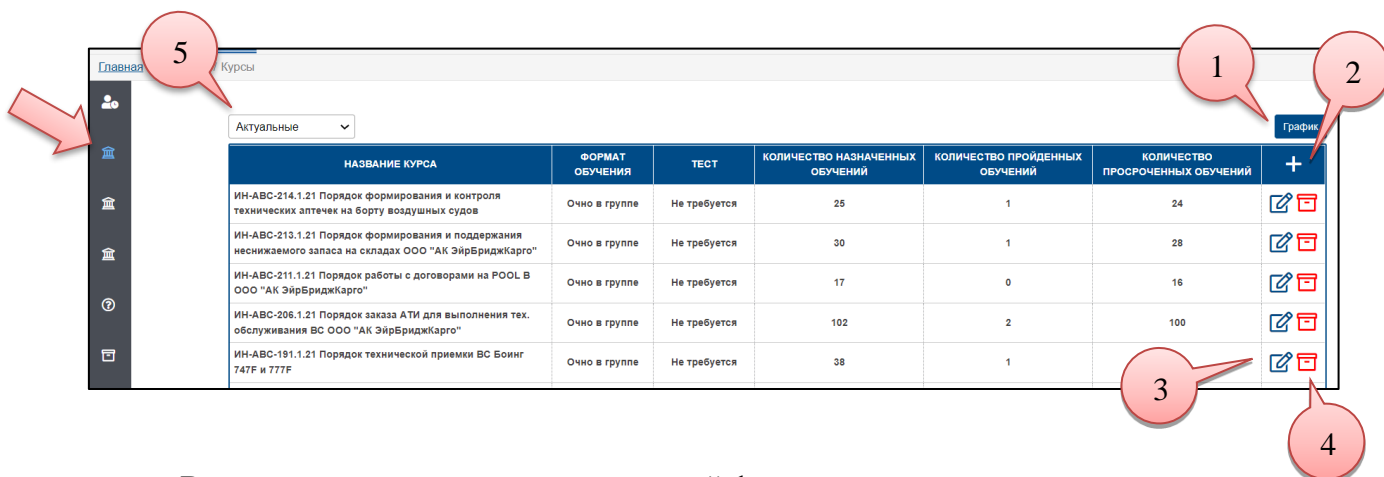 5
1
2
Главная
Курсы
Актуальные
График
НАЗВАНИЕ КУРСА
ФОРМАТ ОБУЧЕНИЯ
ТЕСТ
КОЛИЧЕСТВО НАЗНАЧЕННЫХ ОБУЧЕНИЙ
КОЛИЧЕСТВО ПРОЙДЕННЫХ ОБУЧЕНИЙ
КОЛИЧЕСТВО ПРОСРОЧЕННЫХ ОБУЧЕНИЙ
ИН-АВС-214.1.21 Порядок формирования и контроля
технических аптечек на борту воздушных судов
Очно в группе Не требуется 25 1 24
ИН-АВС-213.1.21 Порядок формирования и поддержания
неснижаемого запаса на складах ООО "АК ЭйрБриджКарго"
Очно в группе Не требуется 30 1 28
ИН-АВС-211.1.21 Порядок работы с договорами на POOL В
ООО "АК ЭйрБриджКарго"
Очно в группе Не требуется 17 0 16
ИН-АВС-206.1.21 Порядок заказа АТИ для выполнения тех.
обслуживания ВС ООО "АК ЭйрБриджКарго"
Очно в группе Не требуется 102 2 100
ИН-АВС-191.1.21 Порядок технической приемки ВС Боинг
747F и 777F
Очно в группе Не требуется 38 1
3
4